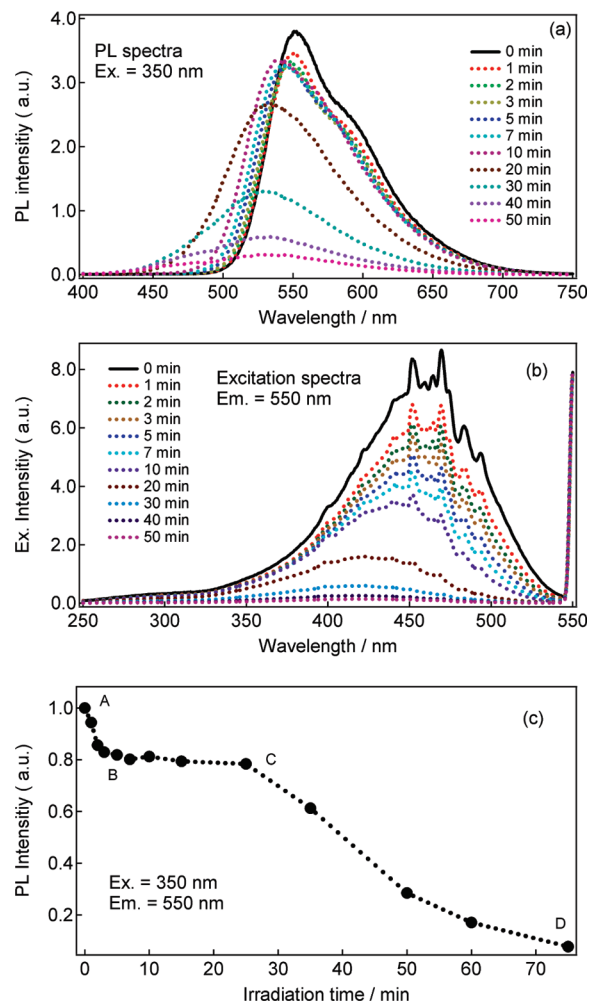 (a)
PL spectra
Ex. = 350 nm
0 min
1 min
2 min
3 min
5 min
7 min
10 min
20 min
30 min
40 min
50 min
PL intensitiy ( a.u.)
4.0
3.0
2.0
1.0
0.0
400 450 500 550 600 650 700 750
Wavelength / nm
(b)
Excitation spectra
Em. = 550 nm
0 min
1 min
2 min
3 min
5 min
7 min
10 min
20 min
30 min
40 min
50 min
Ex. Intensitiy ( a.u.)
8.0
6.0
4.0
2.0
0.0
250 300 350 400 450 500 550
Wavelength / nm
(c)
A
B
C
D
Ex. = 350 nm
Em. = 550 nm
PL Intensitiy ( a.u.)
1.0
0.8
0.6
0.4
0.2
0 10 20 30 40 50 60 70
Irradiation time / min